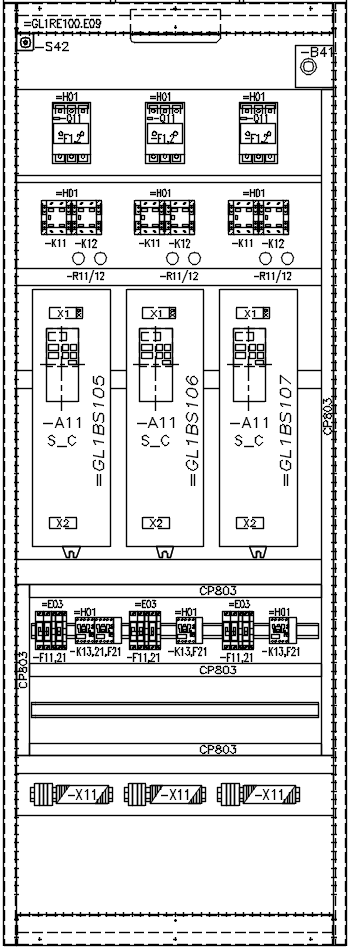 =GL1RE100.E09
-S42
-B41
=H01 =H01 =H01
-Q11 -Q11 -Q11
F1,2 F1,2 F1,2
=H01 =H01 =H01
-K11 -K12 -K11 -K12 -K11 -K12
-R11/12 -R11/12 -R11/12
X1 X1 X1
=GL1BS105 =GL1BS106 =GL1BS107
-A11 -A11 -A11
S_C S_C S_C
CP803
X2 X2 X2
CP803
=E03 =H01 =E03 =H01 =E03 =H01
-F11,21 -K13,21,F21 -F11,21 -K13,F21 -F11,21 -K13,F21
CP803
CP803
CP803
-X11 -X11 -X11